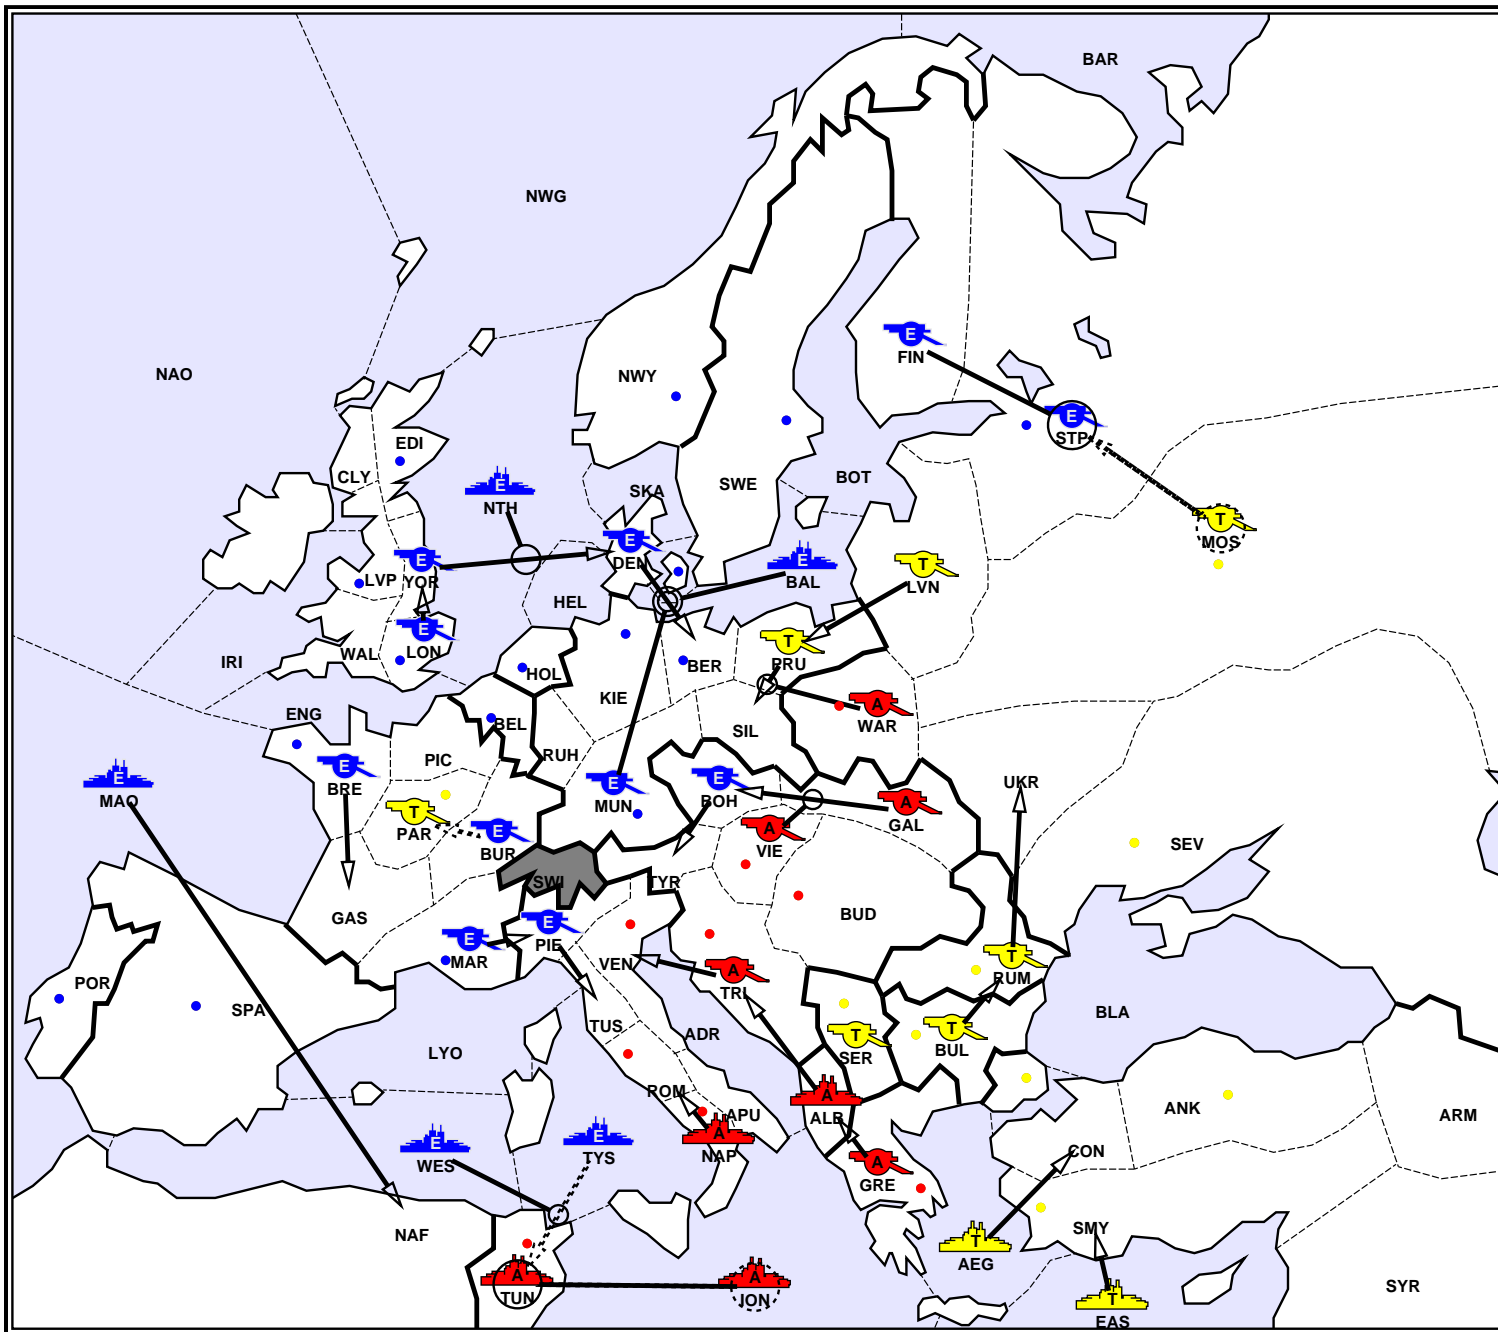 BAR
NWG
NAO
FIN
E
NWY
E
STP
EDI
CLY
SWE
BOT
SKA
E
NTH
T
MOS
E
DEN
E
YOR
LVP
E
BAL
T
LVN
HEL
E
LON
WAL
IRI
T
PRU
BER
HOL
KIE
A
WAR
ENG
BEL
SIL
PIC
RUH
E
BRE
E
MAO
E
MUN
E
BOH
UKR
A
GAL
T
PAR
E
BUR
A
VIE
SEV
SWI
TYR
BUD
GAS
E
PIE
E
MAR
VEN
A
TRI
T
RUM
POR
SPA
BLA
TUS
ADR
T
SER
T
BUL
LYO
ROM
A
ALB
APU
ANK
ARM
A
NAP
E
WES
E
TYS
CON
A
GRE
NAF
SMY
T
AEG
A
TUN
A
ION
SYR
T
EAS